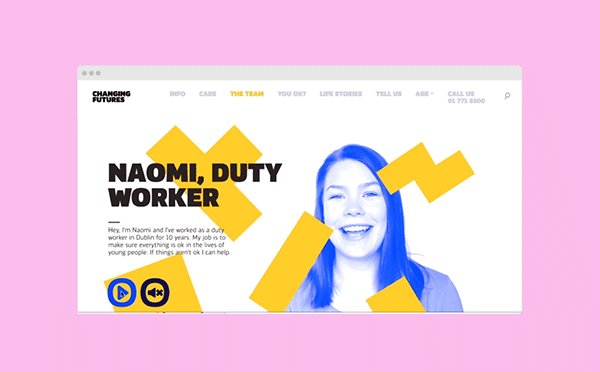 CHANGING
FUTURES
INFO
CARE
THE TEAM
YOU OK?
LIFE STORIES
TELL US
AGE
CALL US
01 771 8500
NAOMI, DUTY
WORKER
Hey, I'm Naomi and I've worked as a duty
worker in Dublin for 10 years. My job is to
make sure everything is ok in the lives of
young people. If things aren't ok I can help.